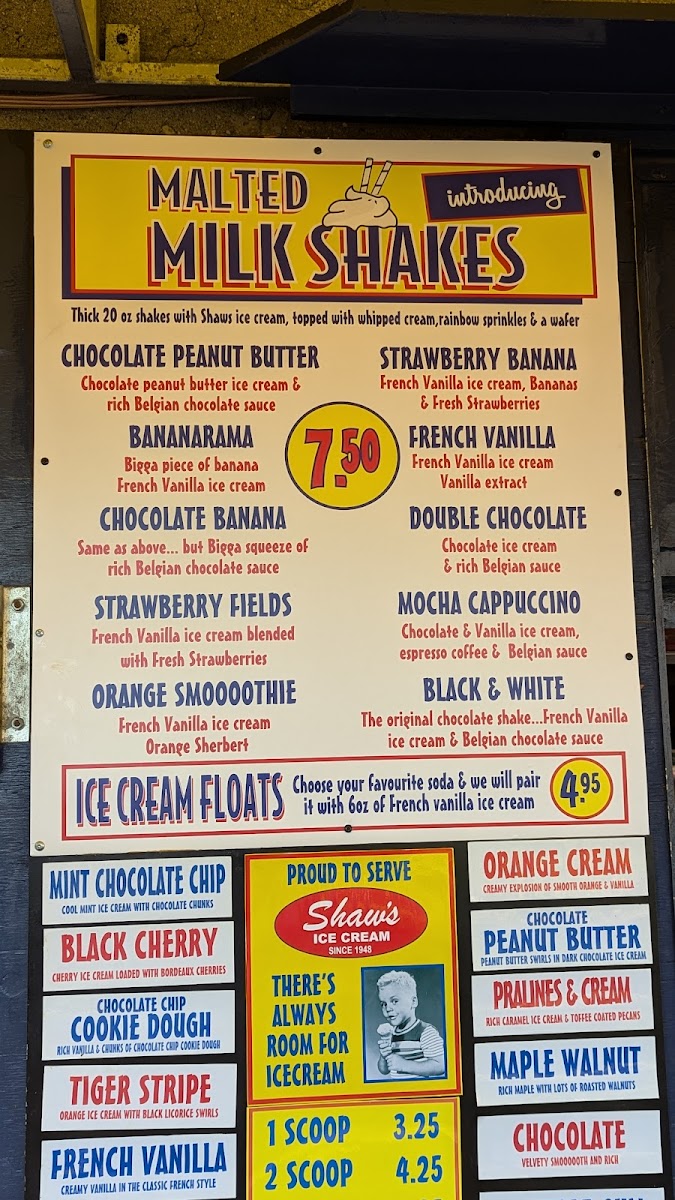 MALTED
introducing
MILK SHAKES
Thick 20 oz shakes with Shaws ice cream, topped with whipped cream,rainbow sprinkles & a wafer
CHOCOLATE PEANUT BUTTER
Chocolate peanut butter ice cream &
rich Belgian chocolate sauce
BANANARAMA
Bigga piece of banana
French Vanilla ice cream
CHOCOLATE BANANA
Same as above... but Bigga squeeze of
rich Belgian chocolate sauce
STRAWBERRY FIELDS
French Vanilla ice cream blended
with Fresh Strawberries
ORANGE SMOOOOTHIE
French Vanilla ice cream
Orange Sherbert
7.50
STRAWBERRY BANANA
French Vanilla ice cream, Bananas
& Fresh Strawberries
FRENCH VANILLA
French Vanilla ice cream
Vanilla extract
DOUBLE CHOCOLATE
Chocolate ice cream
& rich Belgian sauce
MOCHA CAPPUCCINO
Chocolate & Vanilla ice cream,
espresso coffee & Belgian sauce
BLACK & WHITE
The original chocolate shake...French Vanilla
ice cream & Belgian chocolate sauce
ICE CREAM FLOATS
Choose your favourite soda & we will pair
it with 6oz of French vanilla ice cream
4.95
MINT CHOCOLATE CHIP
COOL MINT ICE CREAM WITH CHOCOLATE CHUNKS
BLACK CHERRY
CHERRY ICE CREAM LOADED WITH BORDEAUX CHERRIES
CHOCOLATE CHIP
COOKIE DOUGH
RICH VANILLA & CHUNKS OF CHOCOLATE CHIP COOKIE DOUGH
TIGER STRIPE
ORANGE ICE CREAM WITH BLACK LICORICE SWIRLS
FRENCH VANILLA
CREAMY VANILLA IN THE CLASSIC FRENCH STYLE
PROUD TO SERVE
Shaw's
ICE CREAM
SINCE 1948
THERE'S
ALWAYS
ROOM FOR
ICECREAM
1 SCOOP 3.25
2 SCOOP 4.25
ORANGE CREAM
CREAMY EXPLOSION OF SMOOTH ORANGE & VANILLA
CHOCOLATE
PEANUT BUTTER
PEANUT BUTTER SWIRLS IN DARK CHOCOLATE ICE CREAM
PRALINES & CREAM
RICH CARAMEL ICE CREAM & TOFFEE COATED PECANS
MAPLE WALNUT
RICH MAPLE WITH LOTS OF ROASTED WALNUTS
CHOCOLATE
VELVETY SMOOOOOTH AND RICH